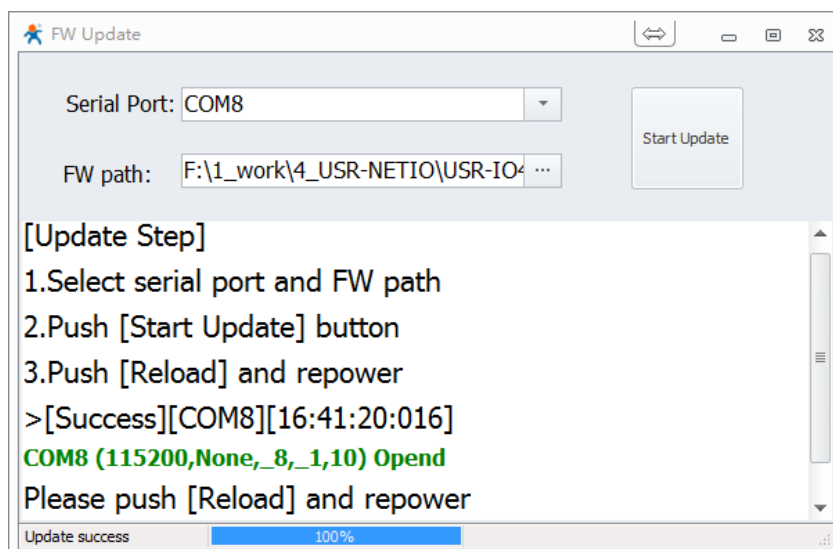 FW Update
Serial Port: COM8
Start Update
FW path: F:\1_work\4_USR-NETIO\USR-IO4 ...
[Update Step]
1.Select serial port and FW path
2.Push [Start Update] button
3.Push [Reload] and repower
>[Success][COM8][16:41:20:016]
COM8 (115200,None,_8,_1,10) Opend
Please push [Reload] and repower
Update success 100%